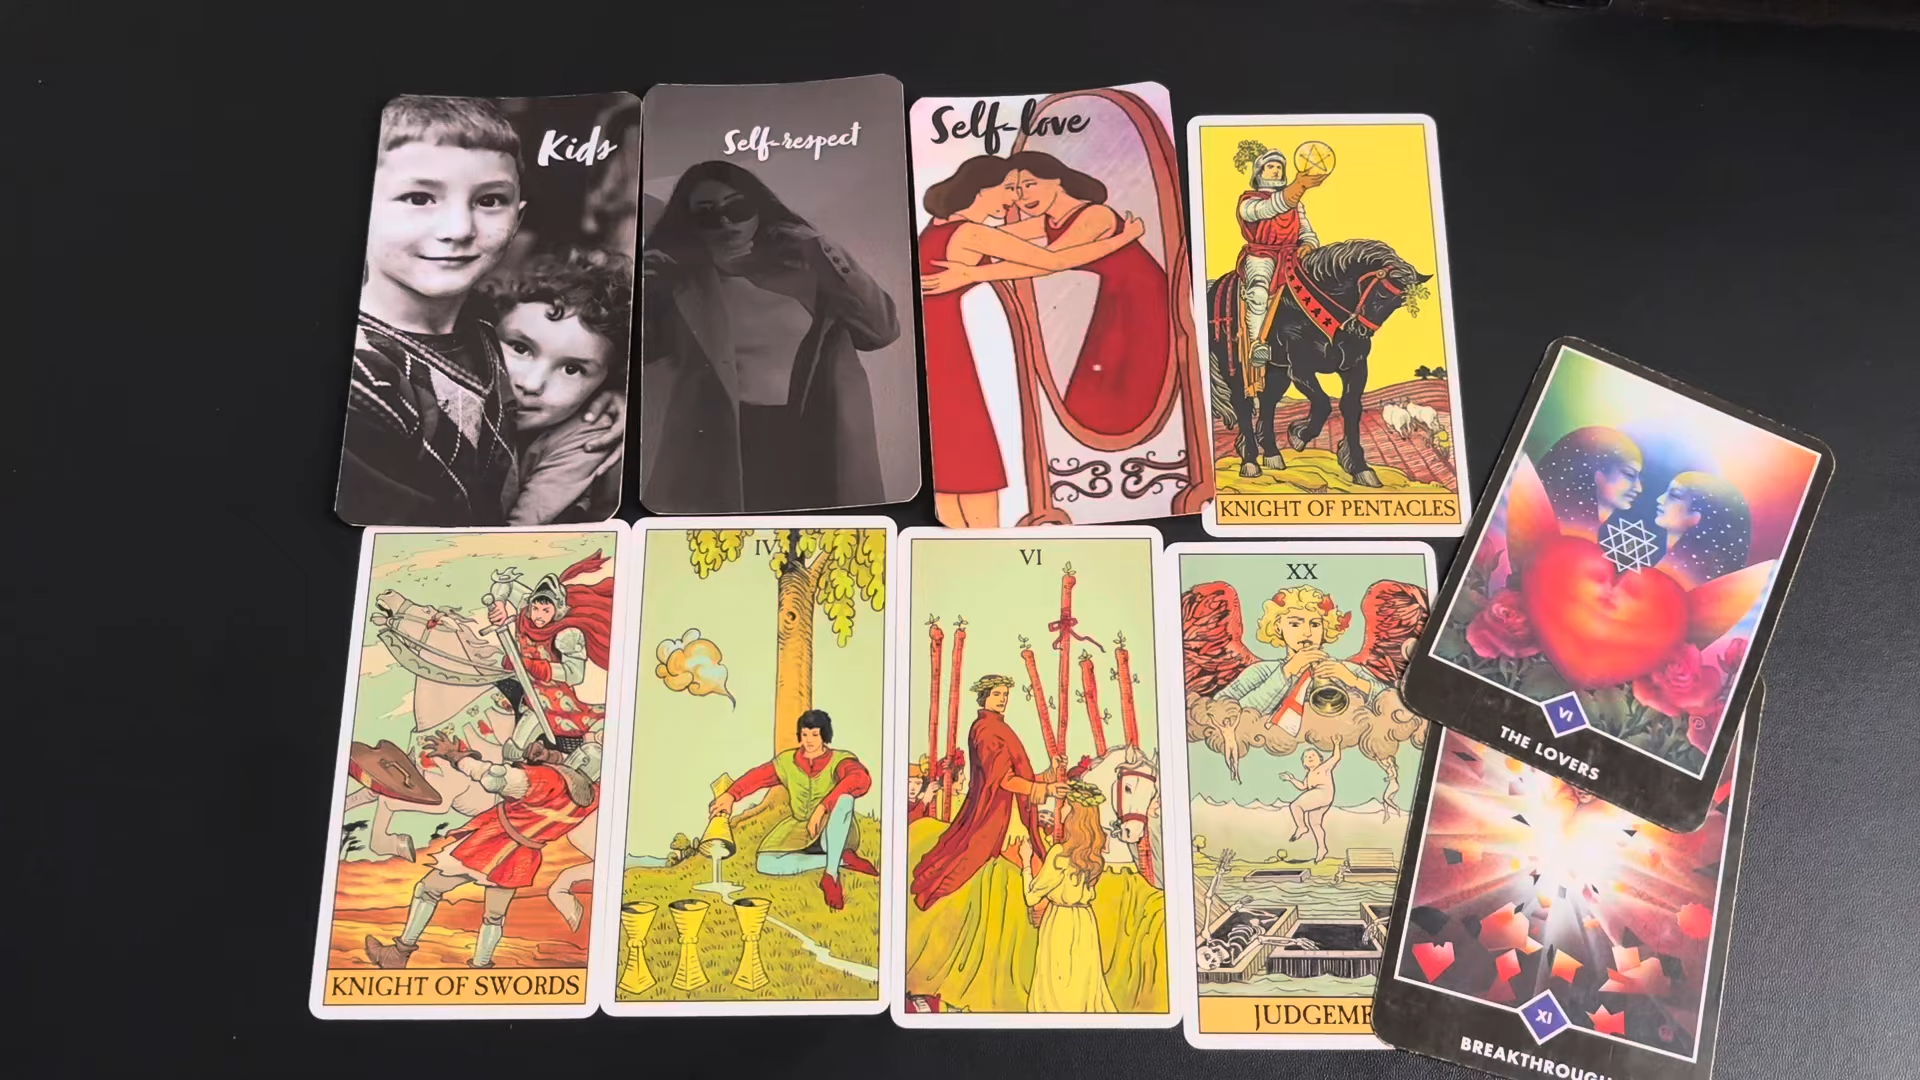 Kids
Self-respect
Self-love
KNIGHT OF PENTACLES
KNIGHT OF SWORDS
IV
VI
XX
JUDGEME
VI
THE LOVERS
XI
BREAKTHROUGH